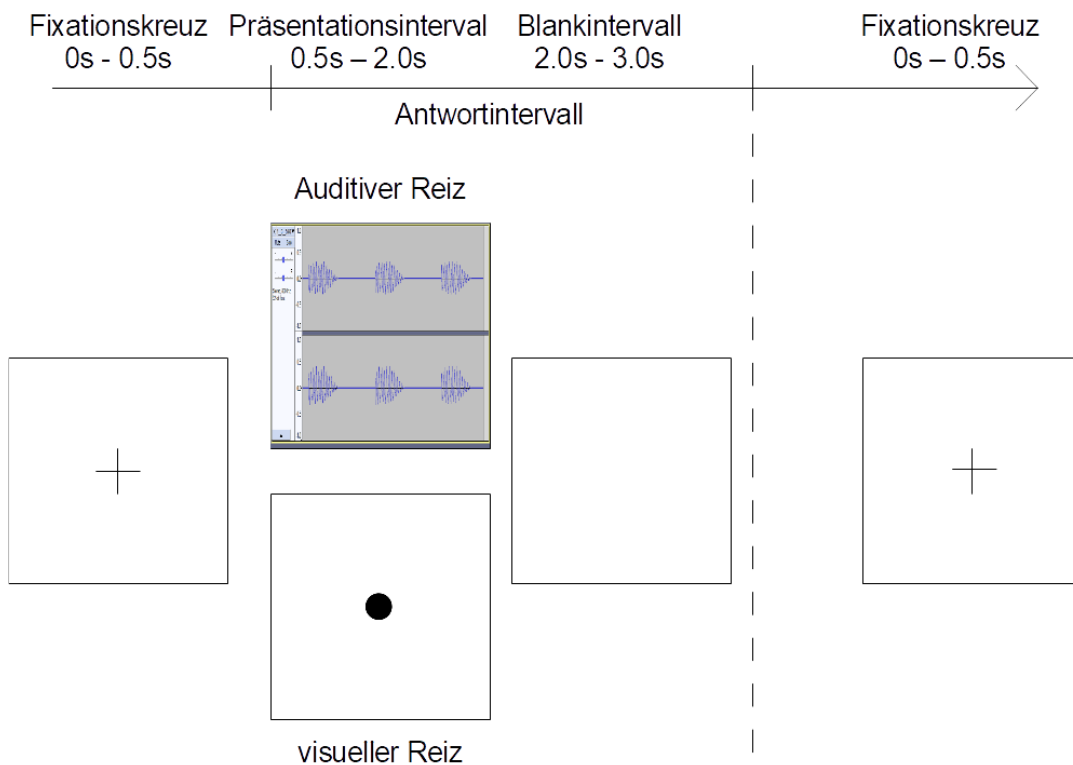 Fixationskreuz
0s - 0.5s
Präsentationsinterval
0.5s – 2.0s
Blankintervall
2.0s - 3.0s
Fixationskreuz
0s – 0.5s
Antwortintervall
Auditiver Reiz
visueller Reiz